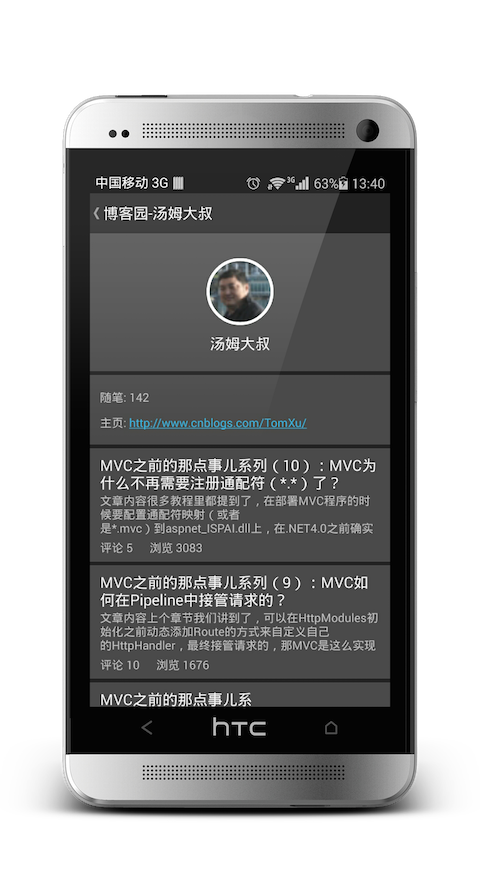 中国移动 3G 3G 63% 13:40
博客园-汤姆大叔
汤姆大叔
随笔: 142
主页: http://www.cnblogs.com/TomXu/
MVC之前的那点事儿系列（10）：MVC为
什么不再需要注册通配符（*.*）了？
文章内容很多教程里都提到了，在部署MVC程序的时
候要配置通配符映射（或者
是*.mvc）到aspnet_ISPAI.dll上，在.NET4.0之前确实
评论 5 浏览 3083
MVC之前的那点事儿系列（9）：MVC如
何在Pipeline中接管请求的？
文章内容上个章节我们讲到了，可以在HttpModules初
始化之前动态添加Route的方式来自定义自己
的HttpHandler，最终接管请求的，那MVC是这么实现
评论 10 浏览 1676
MVC之前的那点事儿系
hTC